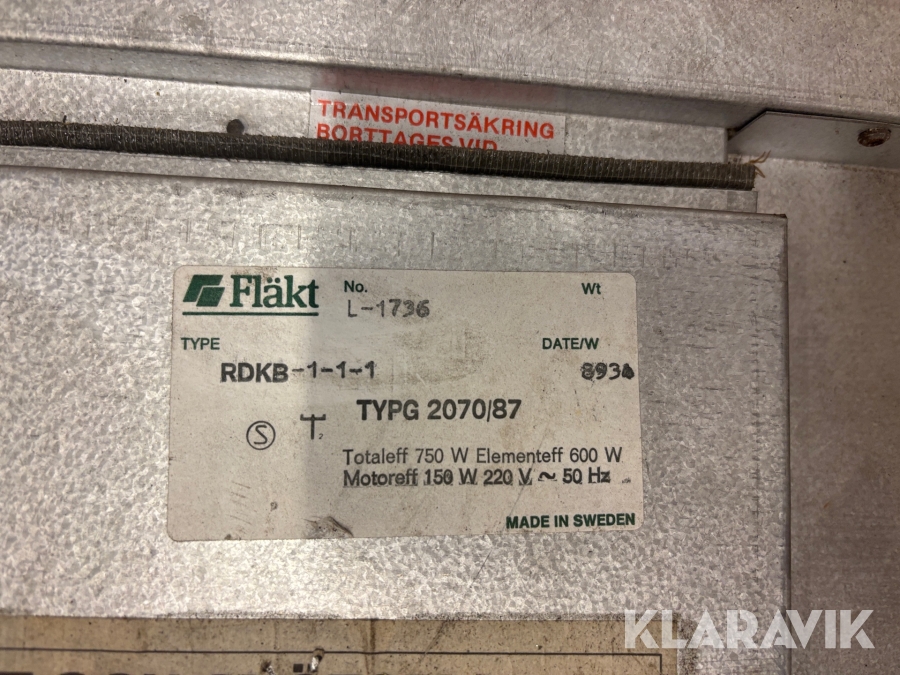 TRANSPORTSÄKRING
BORTTAGES VID
Fläkt
No.
Wt
L-1736
TYPE
DATE/W
RDKB-1-1-1
TYPG 2070/87
S
2
Totaleff 750 W Elementeff 600 W
Motoreff 150 W 220 V ~ 50 Hz
MADE IN SWEDEN
KLARAVIK